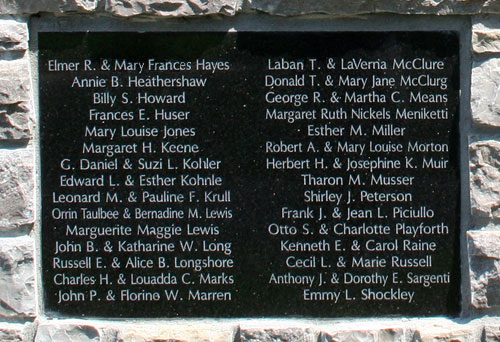 Elmer R. & Mary Frances Hayes
Annie B. Heathershaw
Billy S. Howard
Frances E. Huser
Mary Louise Jones
Margaret H. Keene
G. Daniel & Suzi L. Kohler
Edward L. & Esther Kohnle
Leonard M. & Pauline F. Krull
Orrin Taulbee & Bernadine M. Lewis
Marguerite Maggie Lewis
John B. & Katharine W. Long
Russell E. & Alice B. Longshore
Charles H. & Louadda C. Marks
John P. & Florine W. Marren
Laban T. & LaVerna McClure
Donald T. & Mary Jane McClurg
George R. & Martha C. Means
Margaret Ruth Nickels Meniketti
Esther M. Miller
Robert A. & Mary Louise Morton
Herbert H. & Josephine K. Muir
Tharon M. Musser
Shirley J. Peterson
Frank J. & Jean L. Piciullo
Otto S. & Charlotte Playforth
Kenneth E. & Carol Raine
Cecil L. & Marie Russell
Anthony J. & Dorothy E. Sargenti
Emmy L. Shockley